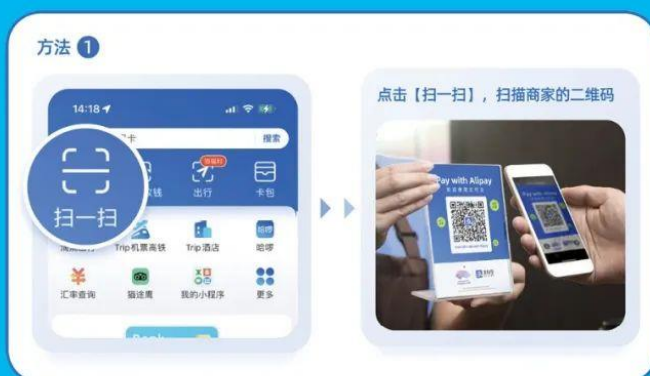 方法 1
14:18
卡
搜索
扫一扫
钱
出行
卡包
Trip机票高铁
Trip酒店
哈啰
汇率查询
猫途鹰
我的小程序
更多
点击【扫一扫】，扫描商家的二维码
Pay with Alipay